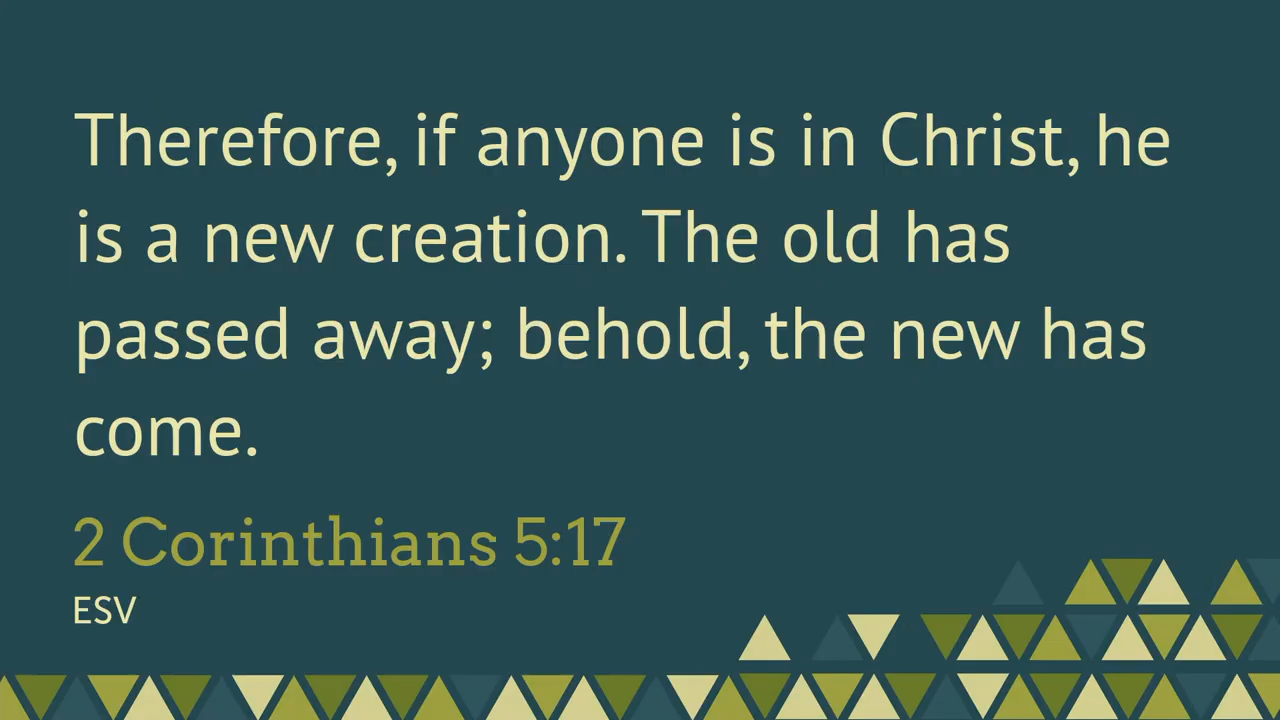 Therefore, if anyone is in Christ, he
is a new creation. The old has
passed away; behold, the new has
come.
2 Corinthians 5:17
ESV